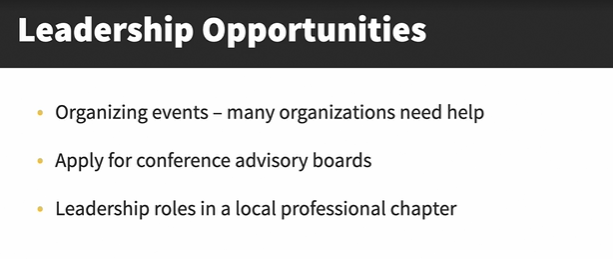 Leadership Opportunities
• Organizing events – many organizations need help
• Apply for conference advisory boards
• Leadership roles in a local professional chapter